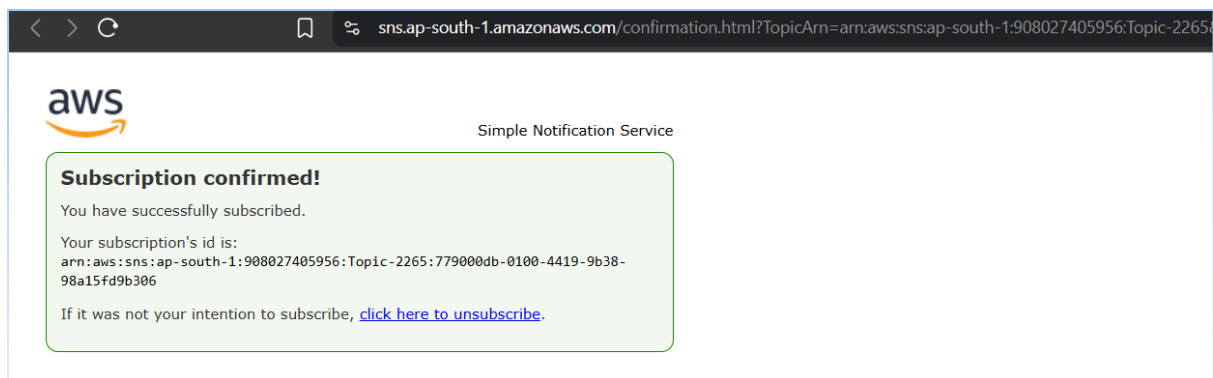 sns.ap-south-1.amazonaws.com/confirmation.html?TopicArn=arn:aws:sns:ap-south-1:908027405956:Topic-2265
aws
Simple Notification Service
Subscription confirmed!
You have successfully subscribed.
Your subscription's id is:
arn:aws:sns:ap-south-1:908027405956:Topic-2265:779000db-0100-4419-9b38-
98a15fd9b306
If it was not your intention to subscribe, click here to unsubscribe.